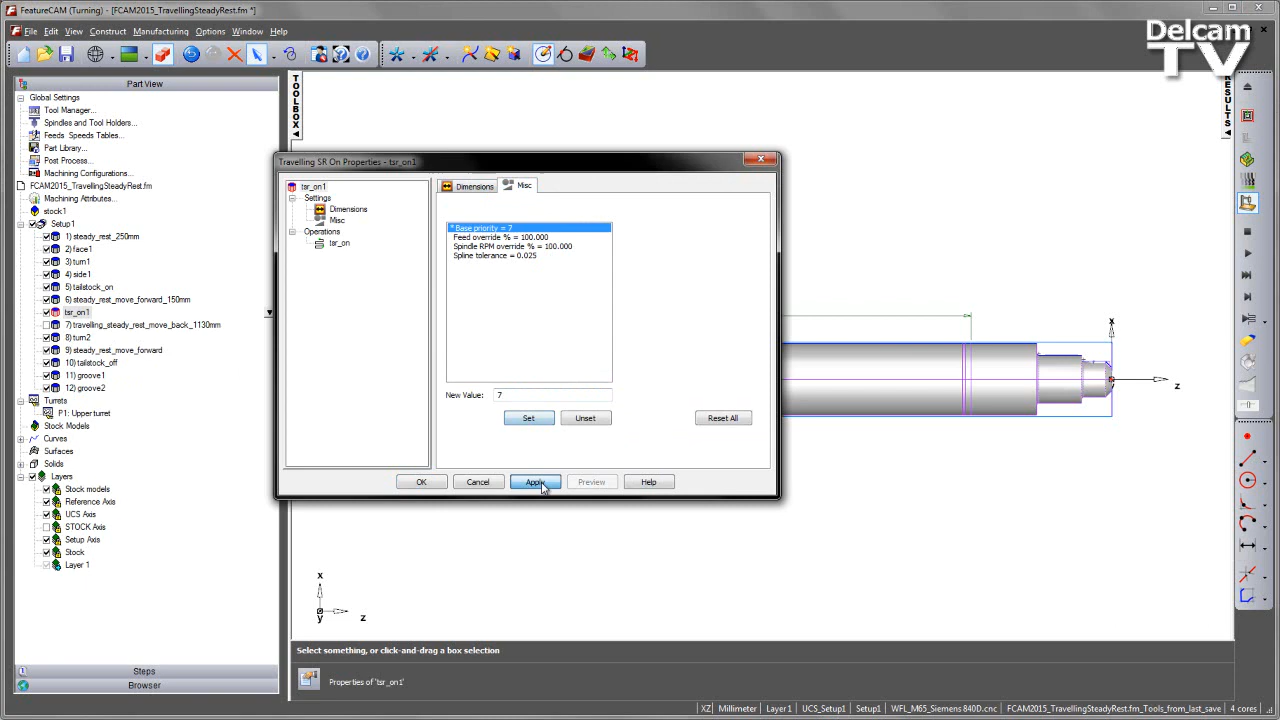 FeatureCAM (Turning) - [FCAM2015_TravellingSteadyRest.fm *]
File Edit View Construct Manufacturing Options Window Help
Delcam
TV
Part View
Global Settings
Tool Manager...
Spindles and Tool Holders...
Feeds Speeds Tables...
Part Library...
Post Process...
Machining Configurations...
FCAM2015_TravellingSteadyRest.fm
Machining Attributes...
stock1
Setup1
1) steady_rest_250mm
2) face1
3) turn1
4) side1
5) tailstock_on
6) steady_rest_move_forward_150mm
tsr_on1
7) travelling_steady_rest_move_back_1130mm
8) turn2
9) steady_rest_move_forward
10) tailstock_off
11) groove1
12) groove2
Turrets
P1: Upper turret
Stock Models
Curves
Surfaces
Solids
Layers
Stock models
Reference Axis
UCS Axis
STOCK Axis
Setup Axis
Stock
Layer 1
Steps
Browser
TOOLBOX
RESULTS
Travelling SR On Properties - tsr_on1
tsr_on1
Settings
Dimensions
Misc
Operations
tsr_on
Dimensions Misc
* Base priority = 7
Feed override % = 100.000
Spindle RPM override % = 100.000
Spline tolerance = 0.025
New Value: 7
Set Unset Reset All
OK Cancel Apply Preview Help
x
z
x
y
z
Select something, or click-and-drag a box selection
Properties of 'tsr_on1'
XZ Millimeter Layer1 UCS_Setup1 Setup1 WFL_M65_Siemens 840D.cnc FCAM2015_TravellingSteadyRest.fm_Tools_from_last_save 4 cores